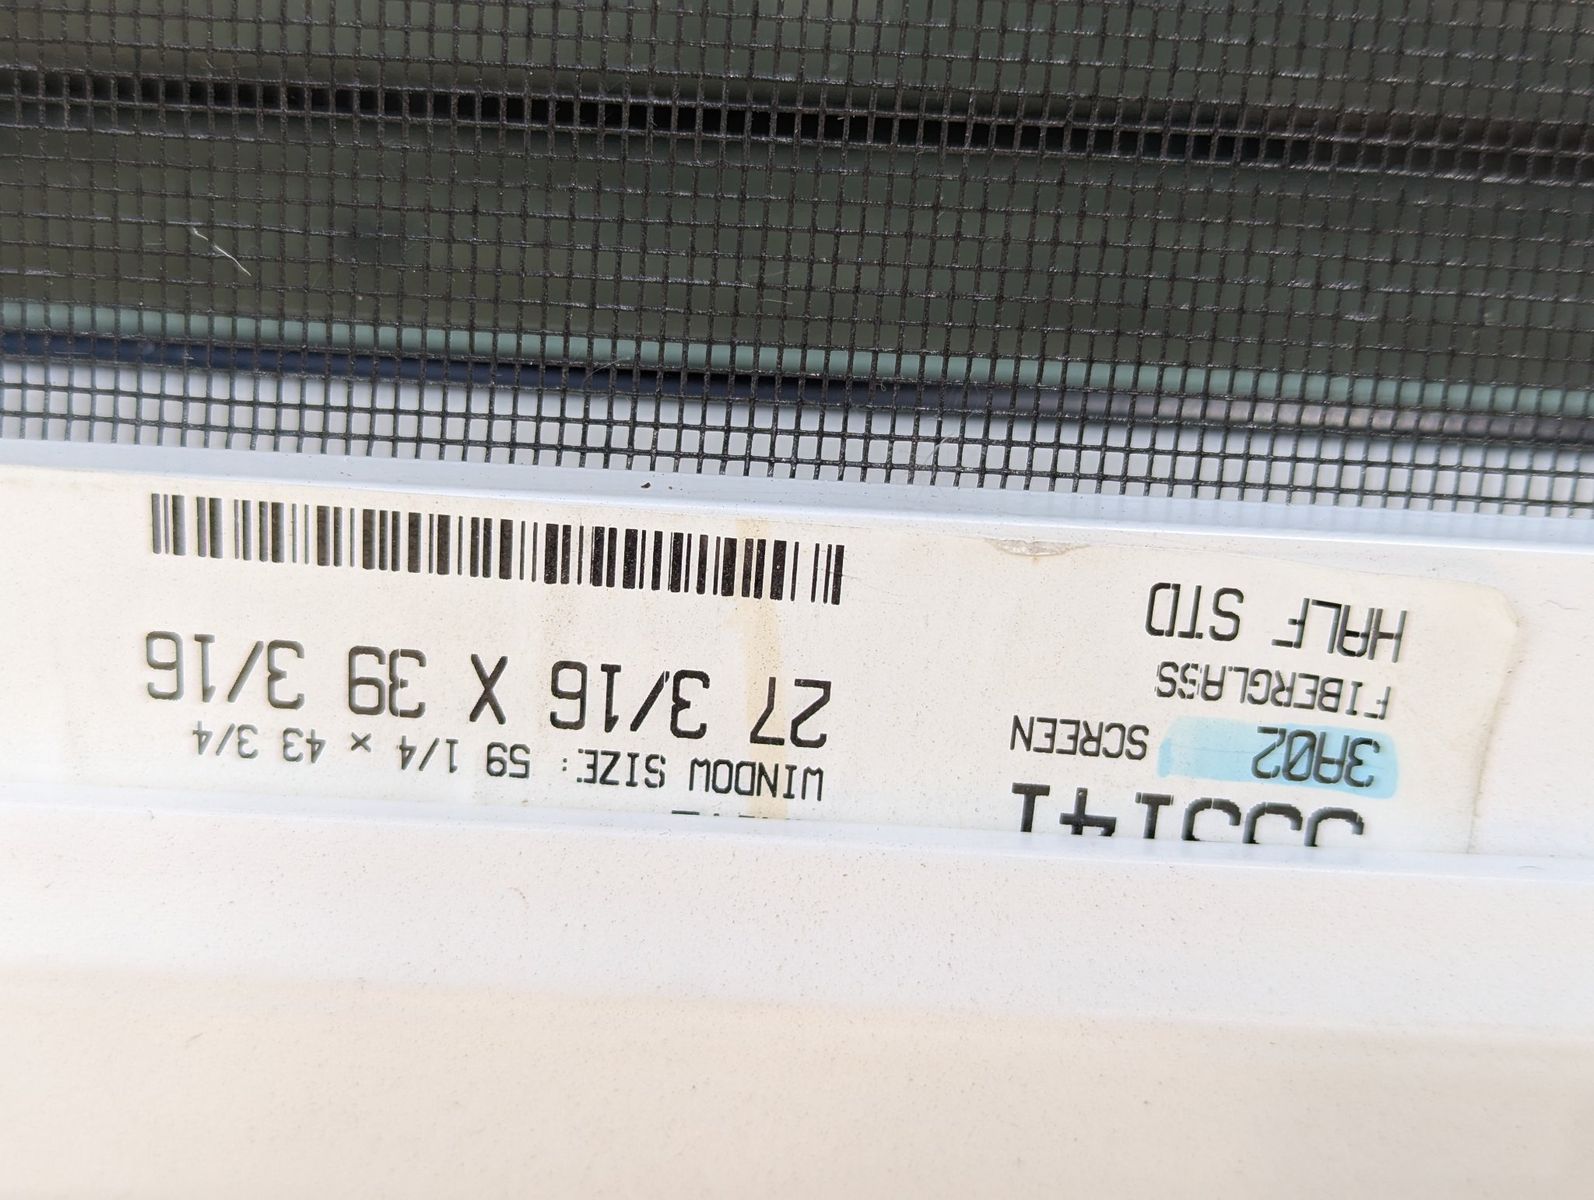 3A02 SCREEN
FIBERGLASS
HALF STD
WINDOW SIZE: 59 1/4 x 43 3/4
27 3/16 X 39 3/16